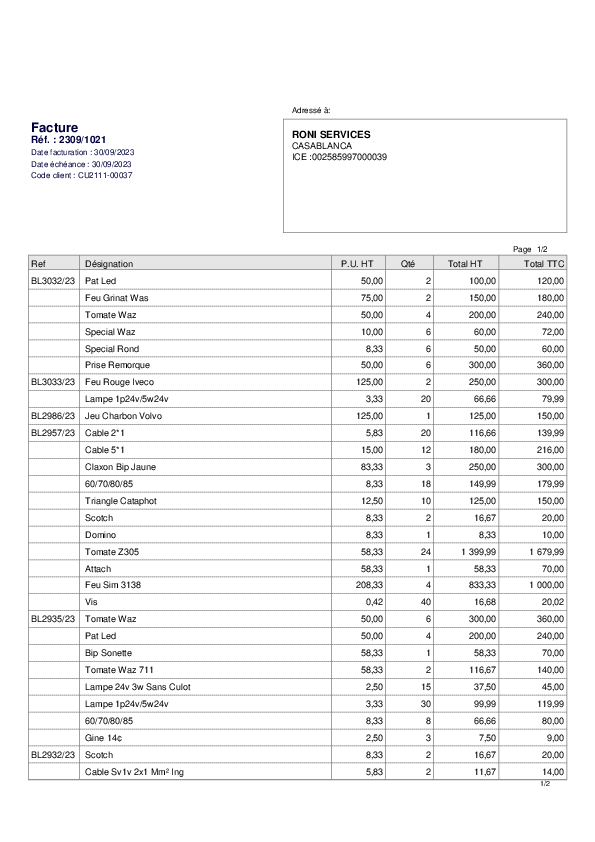 Adressé à:
Facture
Réf. : 2309/1021
Date facturation : 30/09/2023
Date échéance : 30/09/2023
Code client : CU2111-00037
RONI SERVICES
CASABLANCA
ICE :002585997000039
Page 1/2
Ref Désignation P.U. HT Qté Total HT Total TTC
BL3032/23 Pat Led 50,00 2 100,00 120,00
Feu Grinat Was 75,00 2 150,00 180,00
Tomate Waz 50,00 4 200,00 240,00
Special Waz 10,00 6 60,00 72,00
Special Rond 8,33 6 50,00 60,00
Prise Remorque 50,00 6 300,00 360,00
BL3033/23 Feu Rouge Iveco 125,00 2 250,00 300,00
Lampe 1p24v/5w24v 3,33 20 66,66 79,99
BL2986/23 Jeu Charbon Volvo 125,00 1 125,00 150,00
BL2957/23 Cable 2*1 5,83 20 116,66 139,99
Cable 5*1 15,00 12 180,00 216,00
Claxon Bip Jaune 83,33 3 250,00 300,00
60/70/80/85 8,33 18 149,99 179,99
Triangle Cataphot 12,50 10 125,00 150,00
Scotch 8,33 2 16,67 20,00
Domino 8,33 1 8,33 10,00
Tomate Z305 58,33 24 1 399,99 1 679,99
Attach 58,33 1 58,33 70,00
Feu Sim 3138 208,33 4 833,33 1 000,00
Vis 0,42 40 16,68 20,02
BL2935/23 Tomate Waz 50,00 6 300,00 360,00
Pat Led 50,00 4 200,00 240,00
Bip Sonette 58,33 1 58,33 70,00
Tomate Waz 711 58,33 2 116,67 140,00
Lampe 24v 3w Sans Culot 2,50 15 37,50 45,00
Lampe 1p24v/5w24v 3,33 30 99,99 119,99
60/70/80/85 8,33 8 66,66 80,00
Gine 14¢ 2,50 3 7,50 9,00
BL2932/23 Scotch 8,33 2 16,67 20,00
Cable Sv1v 2x1 Mm² Ing 5,83 2 11,67 14,00
1/2